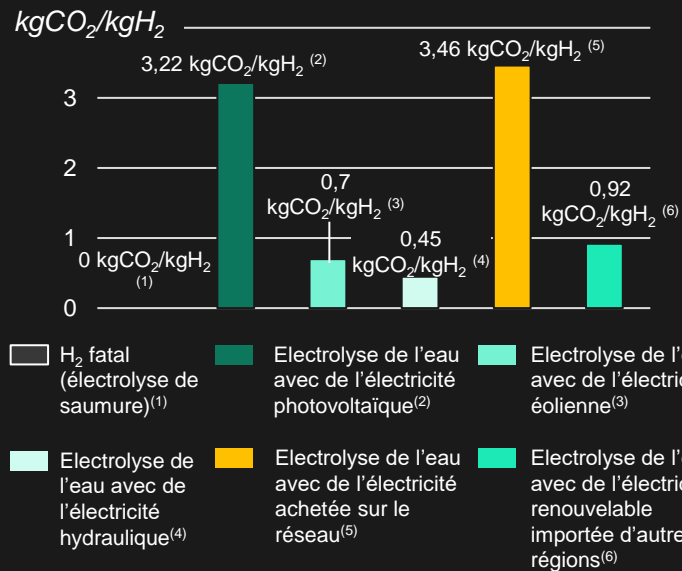 kgCO₂/kgH₂
3,22 kgCO₂/kgH₂ ⁽²⁾
3,46 kgCO₂/kgH₂ ⁽⁵⁾
3
2
0,7
kgCO₂/kgH₂ ⁽³⁾
0,92
kgCO₂/kgH₂ ⁽⁶⁾
1
0 kgCO₂/kgH₂
⁽¹⁾
0,45
kgCO₂/kgH₂ ⁽⁴⁾
0
H₂ fatal
(électrolyse de
saumure)⁽¹⁾
Electrolyse de l’eau
avec de l’électricité
photovoltaïque⁽²⁾
Electrolyse de l’e
avec de l’électric
éolienne⁽³⁾
Electrolyse de
l’eau avec de
l’électricité
hydraulique⁽⁴⁾
Electrolyse de l’eau
avec de l’électricité
achetée sur le
réseau⁽⁵⁾
Electrolyse de l’e
avec de l’électric
renouvelable
importée d’autre
régions⁽⁶⁾